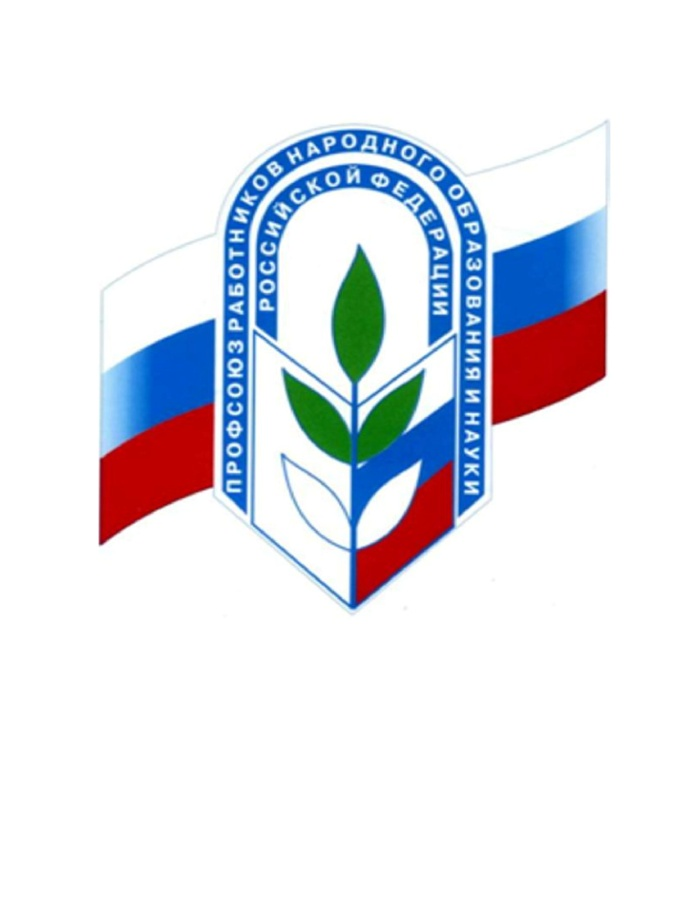 ПРОФСОЮЗ РАБОТНИКОВ НАРОДНОГО ОБРАЗОВАНИЯ И НАУКИ
РОССИЙСКОЙ ФЕДЕРАЦИИ